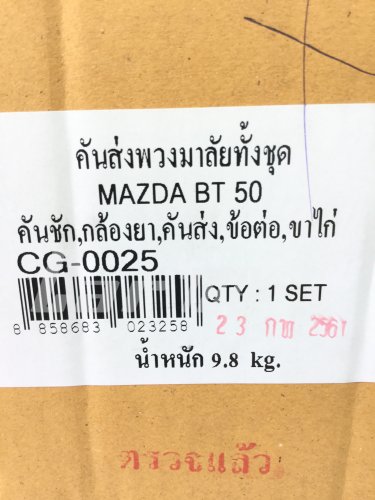 คันส่งพวงมาลัยทั้งชุด
MAZDA BT 50
คันชัก,กล้องยา,คันส่ง,ข้อต่อ,ขาไก่
CG-0025
QTY : 1 SET
8 858683 023258
23 กพ 2561
น้ำหนัก 9.8 kg.
ตรวจแล้ว